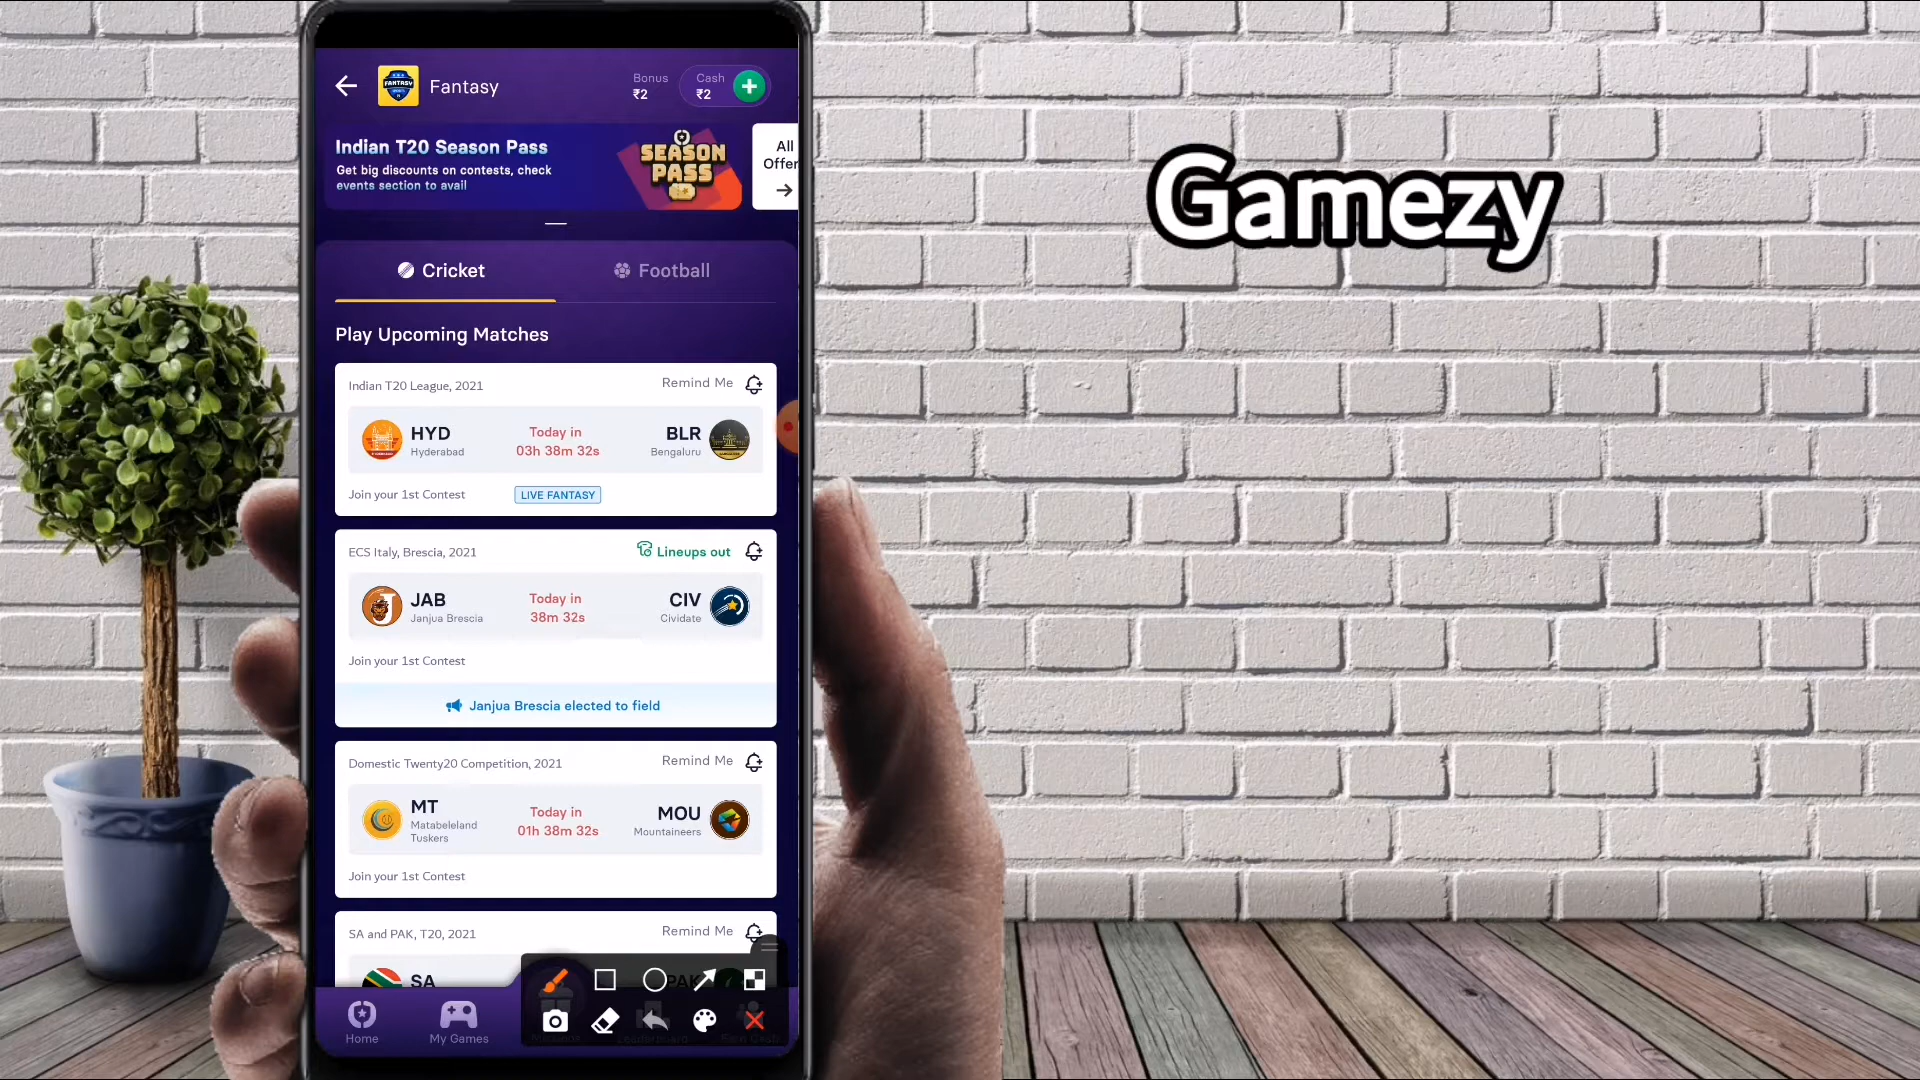 Fantasy
Bonus
₹2
Cash
₹2
Indian T20 Season Pass
Get big discounts on contests, check
events section to avail
SEASON
PASS
All
Offer
Cricket
Football
Play Upcoming Matches
Indian T20 League, 2021
Remind Me
HYD
Hyderabad
Today in
03h 38m 32s
BLR
Bengaluru
Join your 1st Contest
LIVE FANTASY
ECS Italy, Brescia, 2021
Lineups out
JAB
Janjua Brescia
Today in
38m 32s
CIV
Cividate
Join your 1st Contest
Janjua Brescia elected to field
Domestic Twenty20 Competition, 2021
Remind Me
MT
Matabeleland
Tuskers
Today in
01h 38m 32s
MOU
Mountaineers
Join your 1st Contest
SA and PAK, T20, 2021
Remind Me
SA
PAK
Home
My Games
Gamezy